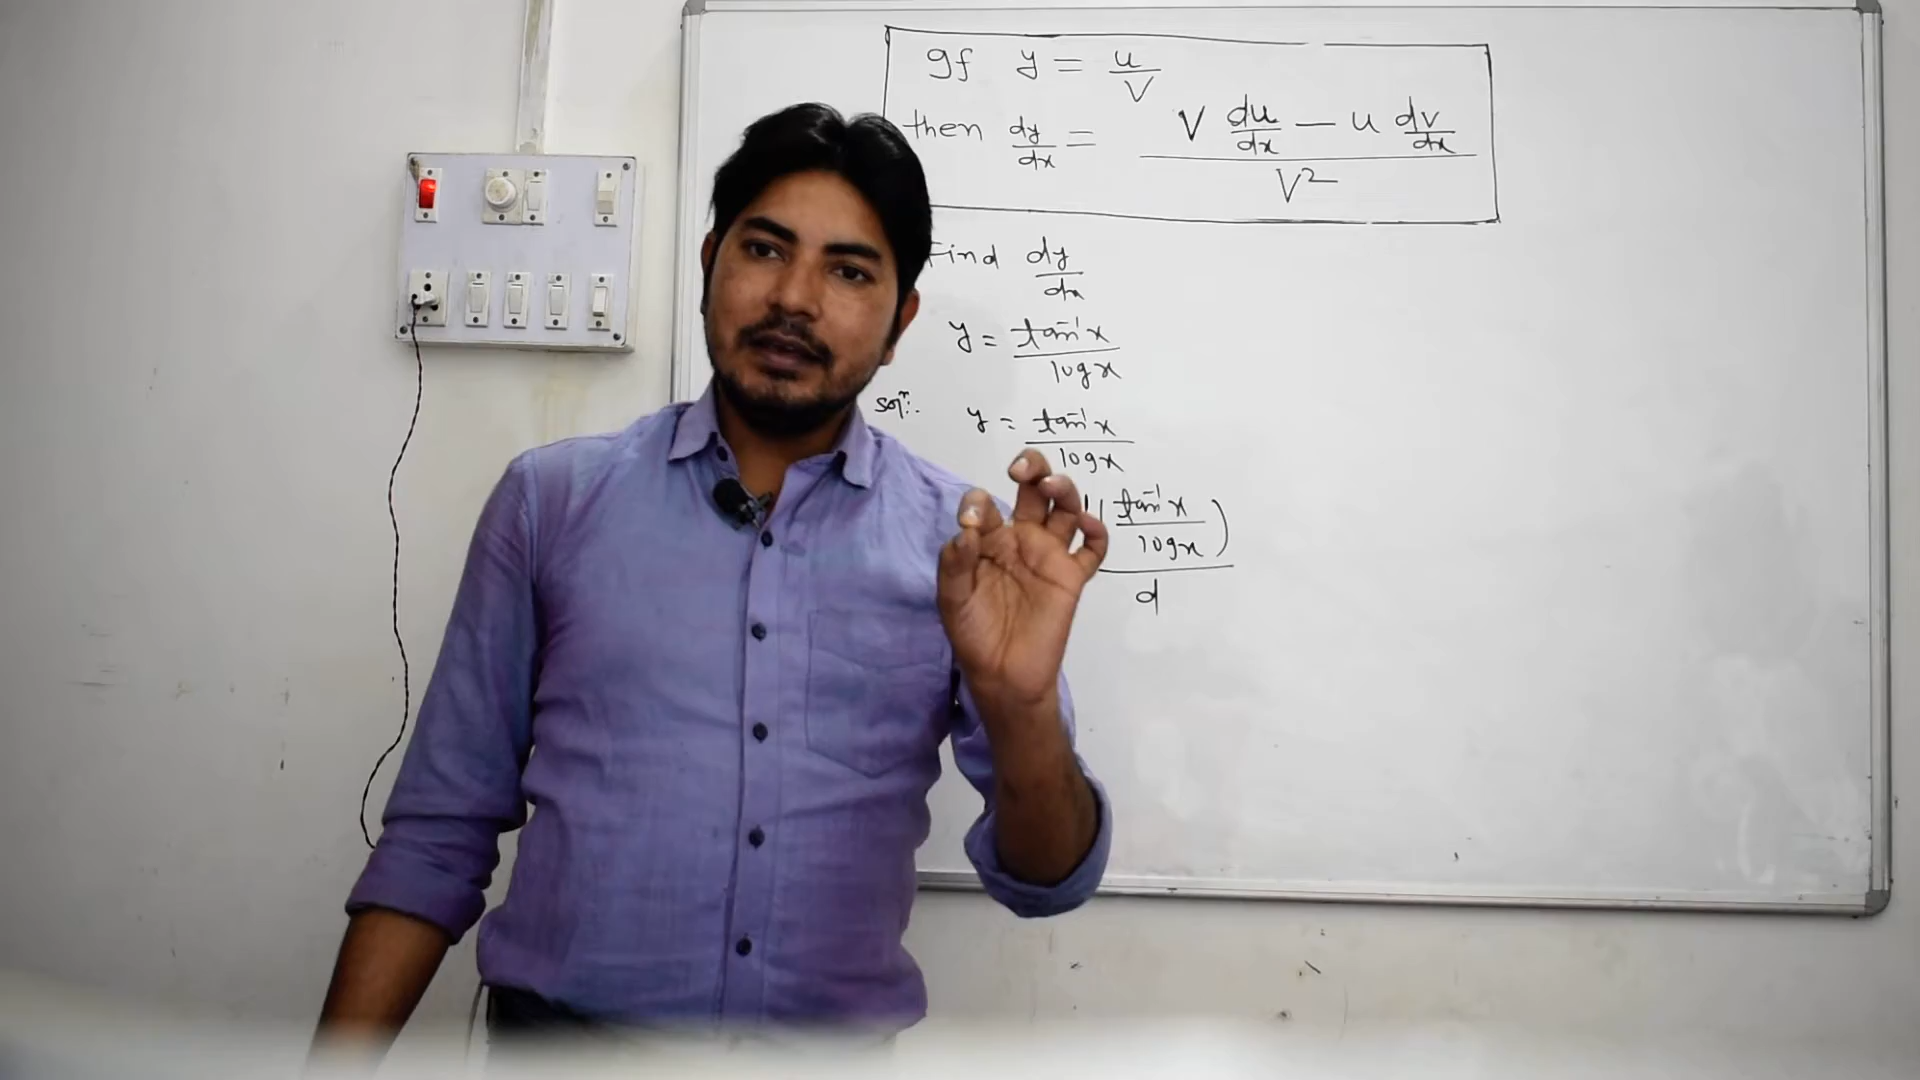 If y = u/v
then dy/dx = (v du/dx − u dv/dx)/v²
Find dy/dx
y = tan⁻¹x/logx
Solⁿ:- y = tan⁻¹x/logx
(tan⁻¹x/logx)
d